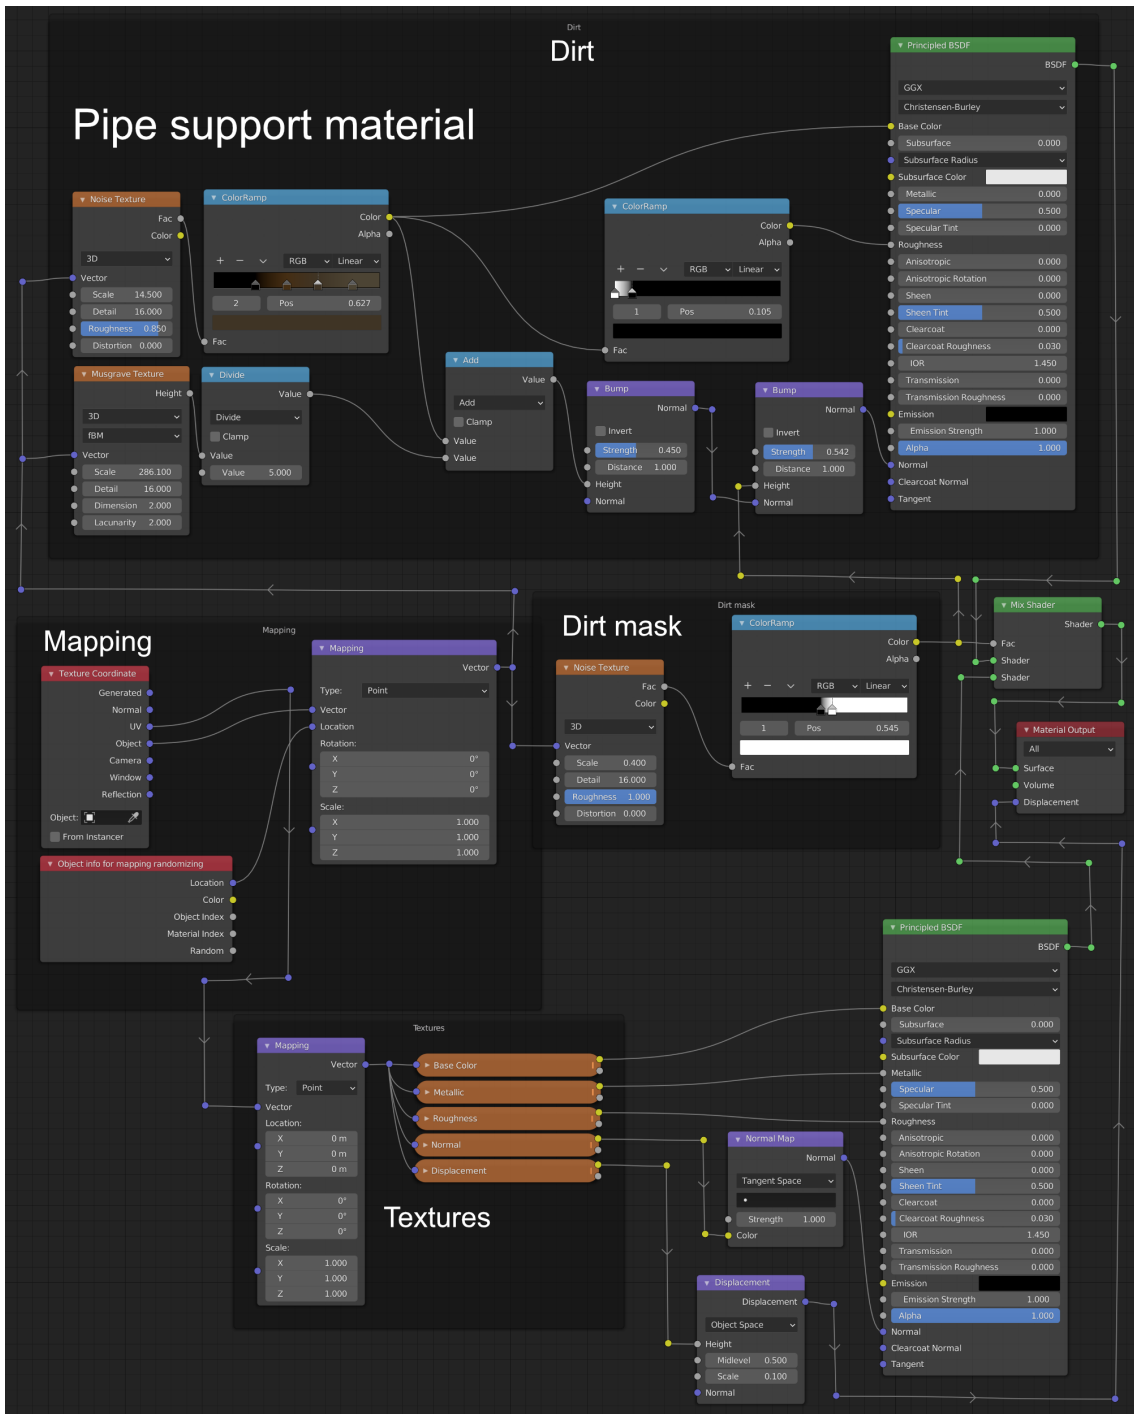 Dirt
Dirt
Pipe support material
Principled BSDF
BSDF
GGX
Christensen-Burley
Base Color
Subsurface 0.000
Subsurface Radius
Subsurface Color
Metallic 0.000
Specular 0.500
Specular Tint 0.000
Roughness
Anisotropic 0.000
Anisotropic Rotation 0.000
Sheen 0.000
Sheen Tint 0.500
Clearcoat 0.000
Clearcoat Roughness 0.030
IOR 1.450
Transmission 0.000
Transmission Roughness 0.000
Emission
Emission Strength 1.000
Alpha 1.000
Normal
Clearcoat Normal
Tangent
Noise Texture
Fac
Color
3D
Vector
Scale 14.500
Detail 16.000
Roughness 0.850
Distortion 0.000
ColorRamp
Color
Alpha
+ − RGB Linear
2 Pos 0.627
Fac
ColorRamp
Color
Alpha
+ − RGB Linear
1 Pos 0.105
Fac
Musgrave Texture
Height
3D
fBM
Vector
Scale 286.100
Detail 16.000
Dimension 2.000
Lacunarity 2.000
Divide
Value
Divide
Clamp
Value
Value 5.000
Add
Value
Add
Clamp
Value
Value
Bump
Normal
Invert
Strength 0.450
Distance 1.000
Height
Normal
Bump
Normal
Invert
Strength 0.542
Distance 1.000
Height
Normal
Mapping
Mapping
Texture Coordinate
Generated
Normal
UV
Object
Camera
Window
Reflection
Object:
From Instancer
Object info for mapping randomizing
Location
Color
Object Index
Material Index
Random
Mapping
Vector
Type: Point
Vector
Location
Rotation:
X 0°
Y 0°
Z 0°
Scale:
X 1.000
Y 1.000
Z 1.000
Dirt mask
Dirt mask
Noise Texture
Fac
Color
3D
Vector
Scale 0.400
Detail 16.000
Roughness 1.000
Distortion 0.000
ColorRamp
Color
Alpha
+ − RGB Linear
1 Pos 0.545
Fac
Mix Shader
Shader
Fac
Shader
Shader
Material Output
All
Surface
Volume
Displacement
Textures
Mapping
Vector
Type: Point
Vector
Location:
X 0 m
Y 0 m
Z 0 m
Rotation:
X 0°
Y 0°
Z 0°
Scale:
X 1.000
Y 1.000
Z 1.000
Base Color
Metallic
Roughness
Normal
Displacement
Textures
Normal Map
Normal
Tangent Space
Strength 1.000
Color
Displacement
Displacement
Object Space
Height
Midlevel 0.500
Scale 0.100
Normal
Principled BSDF
BSDF
GGX
Christensen-Burley
Base Color
Subsurface 0.000
Subsurface Radius
Subsurface Color
Metallic
Specular 0.500
Specular Tint 0.000
Roughness
Anisotropic 0.000
Anisotropic Rotation 0.000
Sheen 0.000
Sheen Tint 0.500
Clearcoat 0.000
Clearcoat Roughness 0.030
IOR 1.450
Transmission 0.000
Transmission Roughness 0.000
Emission
Emission Strength 1.000
Alpha 1.000
Normal
Clearcoat Normal
Tangent